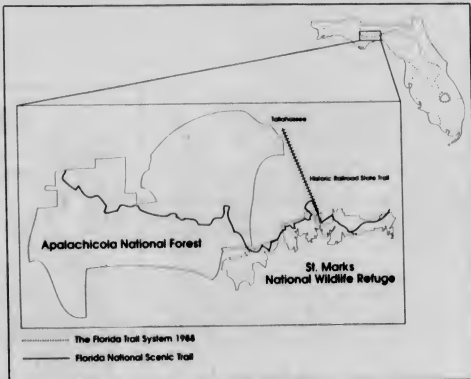 Tallahassee
Historic Railroad State Trail
Apalachicola National Forest
St. Marks
National Wildlife Refuge
The Florida Trail System 1988
Florida National Scenic Trail